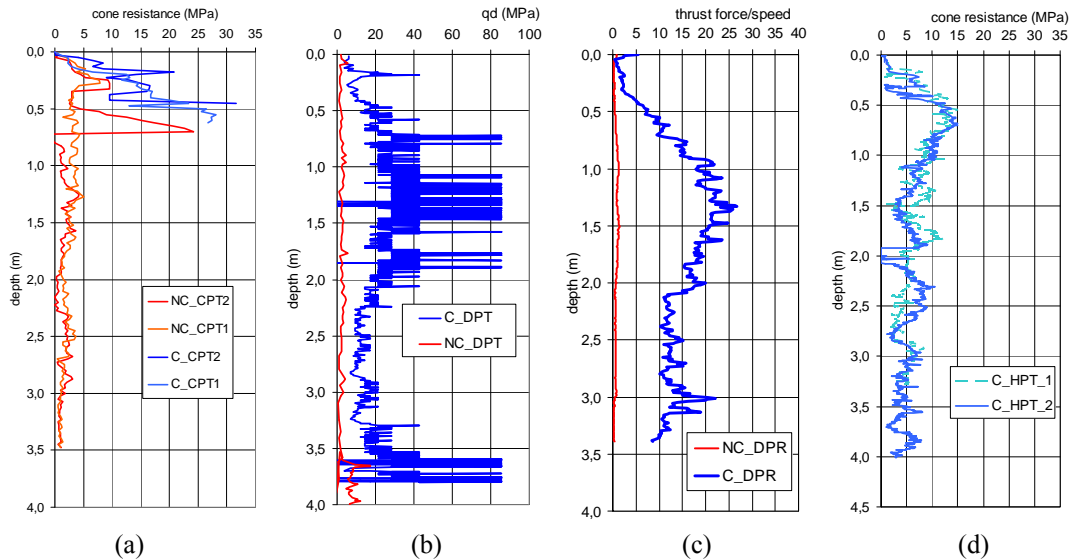 cone resistance (MPa)
0 5 10 15 20 25 30 35
0,0
0,5
1,0
1,5
2,0
2,5
3,0
3,5
4,0
depth (m)
NC_CPT2
NC_CPT1
C_CPT2
C_CPT1
(a)
qd (MPa)
0 20 40 60 80 100
0,0
0,5
1,0
1,5
2,0
2,5
3,0
3,5
4,0
depth (m)
C_DPT
NC_DPT
(b)
thrust force/speed
0 5 10 15 20 25 30 35 40
0,0
0,5
1,0
1,5
2,0
2,5
3,0
3,5
4,0
depth (m)
NC_DPR
C_DPR
(c)
cone resistance (MPa)
0 5 10 15 20 25 30 35
0,0
0,5
1,0
1,5
2,0
2,5
3,0
3,5
4,0
4,5
depth (m)
C_HPT_1
C_HPT_2
(d)